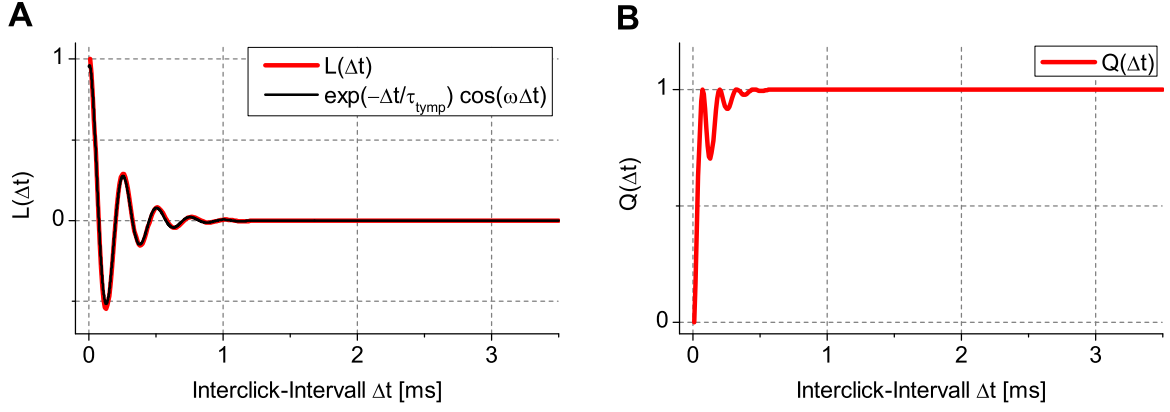 A
L(Δt)
1
0
L(Δt)
exp(−Δt/τtymp) cos(ωΔt)
0 1 2 3
Interclick-Intervall Δt [ms]
B
Q(Δt)
1
0
Q(Δt)
0 1 2 3
Interclick-Intervall Δt [ms]